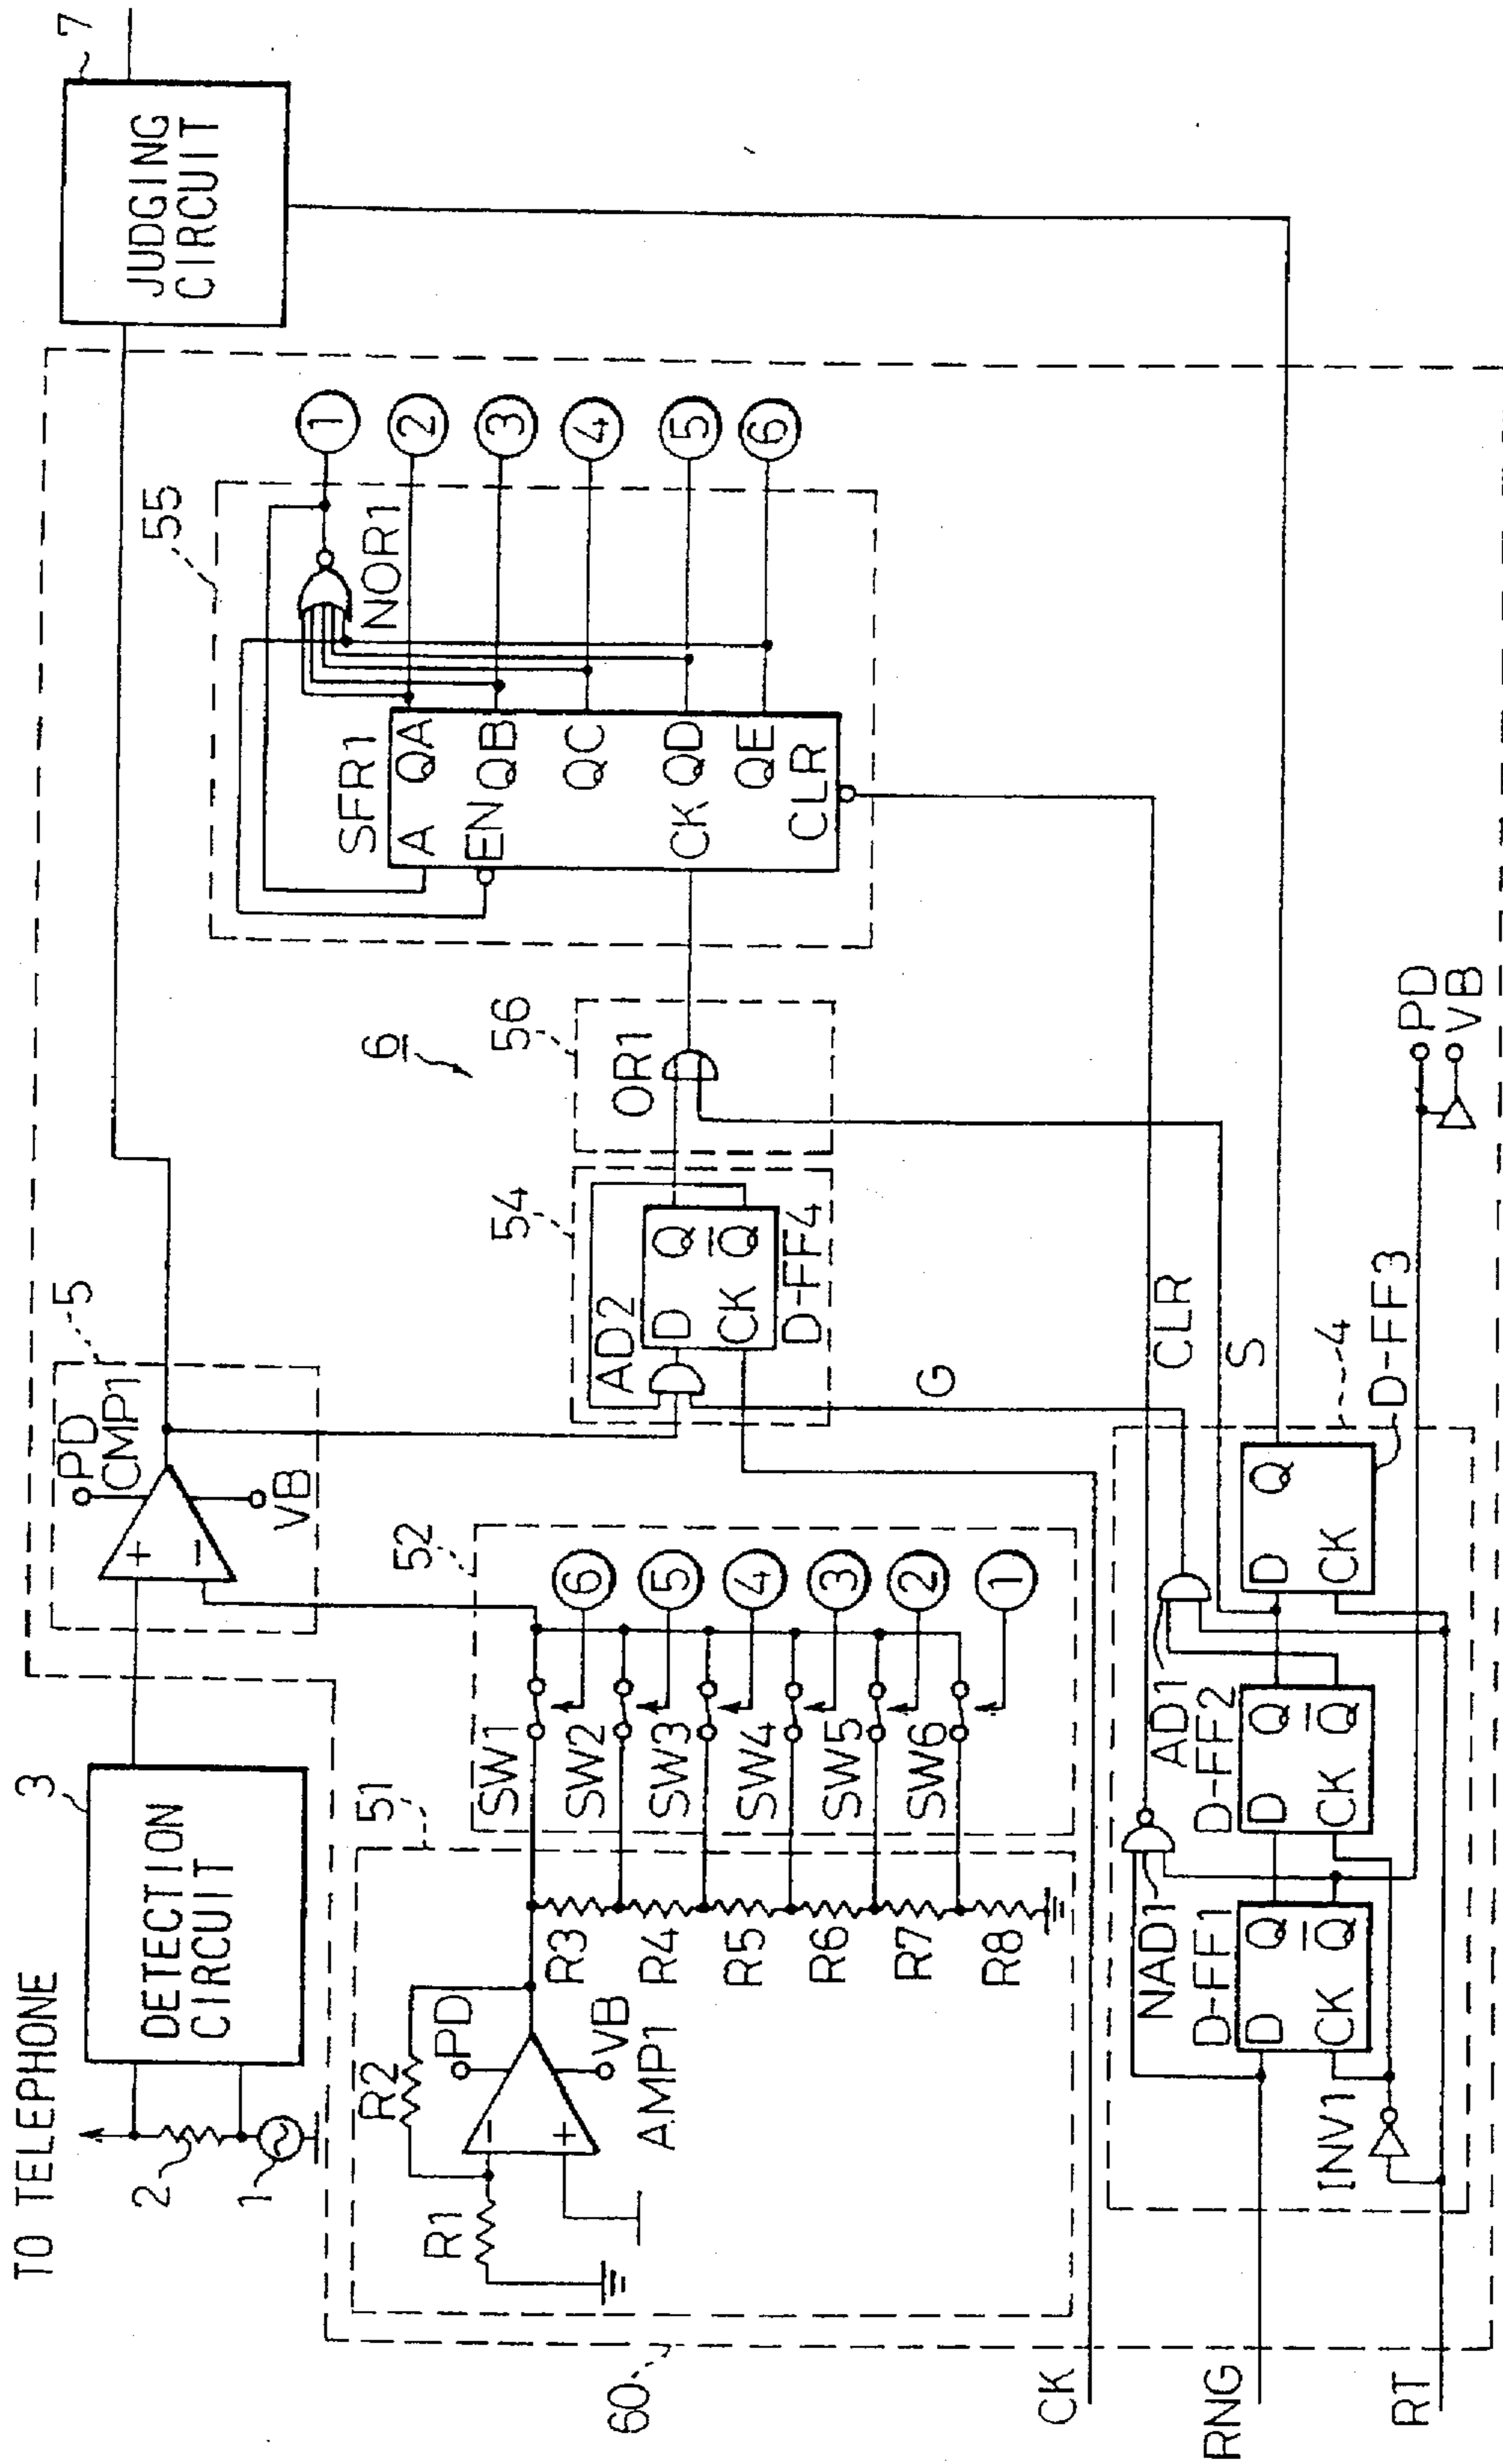 TO TELEPHONE
2
1
3
DETECTION
CIRCUIT
5
PD
CMP1
+
−
VB
7
JUDGING
CIRCUIT
51
R1
R2
PD
−
+
VB
AMP1
R3
R4
R5
R6
R7
R8
52
SW1
SW2
SW3
SW4
SW5
SW6
6
5
4
3
2
1
6
54
AD2
D Q
CK Q
D-FF4
56
OR1
55
SFR1
A QA
EN QB
QC
CK QD
QE
CLR
NOR1
1
2
3
4
5
6
60
CK
RNG
RT
INV1
NAD1
D-FF1
D Q
CK Q
AD1
D-FF2
D Q
CK Q
D Q
CK
D-FF3
4
G
CLR
S
PD
VB